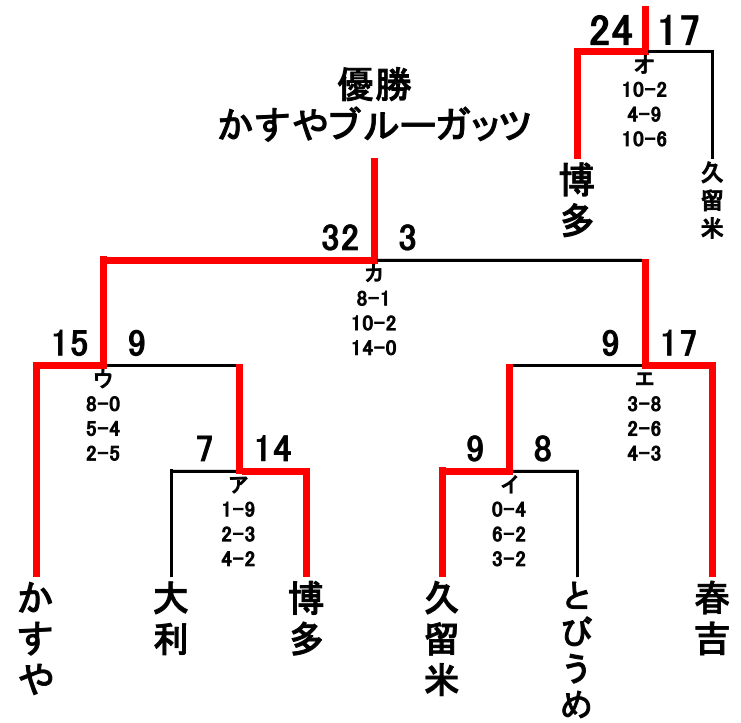 24 17
オ
10-2
4-9
10-6
博多
久留米
優勝
かすやブルーガッツ
32 3
カ
8-1
10-2
14-0
15 9
ウ
8-0
5-4
2-5
9 17
エ
3-8
2-6
4-3
7 14
ア
1-9
2-3
4-2
9 8
イ
0-4
6-2
3-2
かすや
大利
博多
久留米
とびうめ
春吉